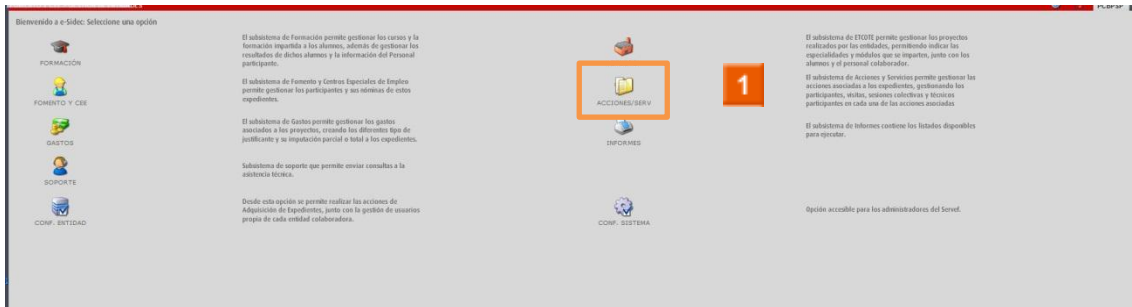 Bienvenido a e-Sidec: Seleccione una opción
FORMACIÓN
El subsistema de Formación permite gestionar los cursos y la
formación impartida a los alumnos, además de gestionar los
resultados de dichos alumnos y la información del Personal
participante.
El subsistema de ETCOTE permite gestionar los proyectos
realizados por las entidades, permitiendo indicar las
especialidades y módulos que se imparten, junto con los
alumnos y el personal colaborador.
FOMENTO Y CEE
El subsistema de Fomento y Centros Especiales de Empleo
permite gestionar los participantes y sus nóminas de estos
expedientes.
ACCIONES/SERV
1
El subsistema de Acciones y Servicios permite gestionar las
acciones asociadas a los expedientes, gestionando los
participantes, visitas, sesiones colectivas y técnicos
participantes en cada una de las acciones asociadas
GASTOS
El subsistema de Gastos permite gestionar los gastos
asociados a los proyectos, creando los diferentes tipo de
justificante y su imputación parcial o total a los expedientes.
INFORMES
El subsistema de Informes contiene los listados disponibles
para ejecutar.
SOPORTE
Subsistema de soporte que permite enviar consultas a la
asistencia técnica.
CONF. ENTIDAD
Desde esta opción se permite realizar las acciones de
Adquisición de Expedientes, junto con la gestión de usuarios
propia de cada entidad colaboradora.
CONF. SISTEMA
Opción accesible para los administradores del Servef.